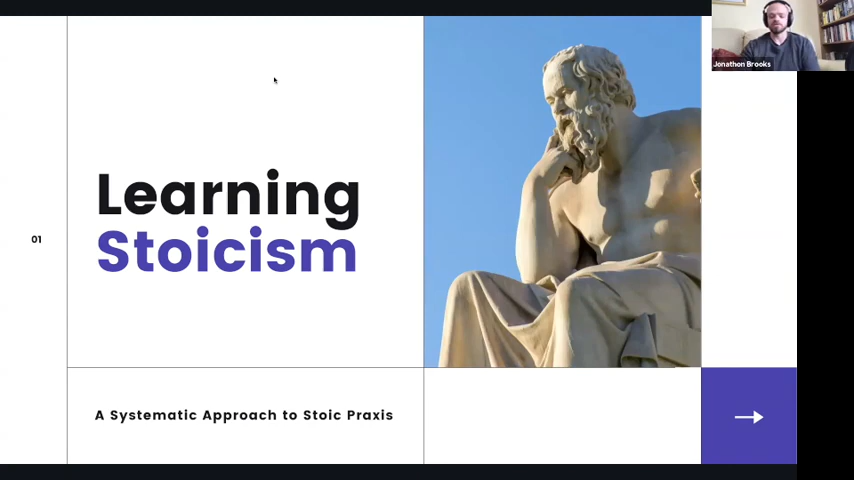 Jonathon Brooks
01
Learning
Stoicism
A Systematic Approach to Stoic Praxis